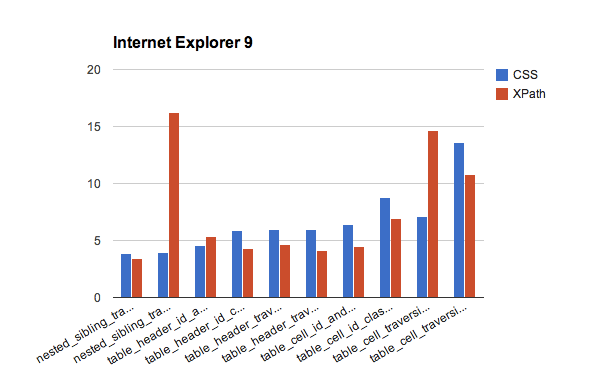 Internet Explorer 9
20
CSS
XPath
15
10
5
0
nested_sibling_tra...
nested_sibling_tra...
table_header_id_a...
table_header_id_c...
table_header_trav...
table_header_trav...
table_cell_id_and...
table_cell_id_clas...
table_cell_traversi...
table_cell_traversi...